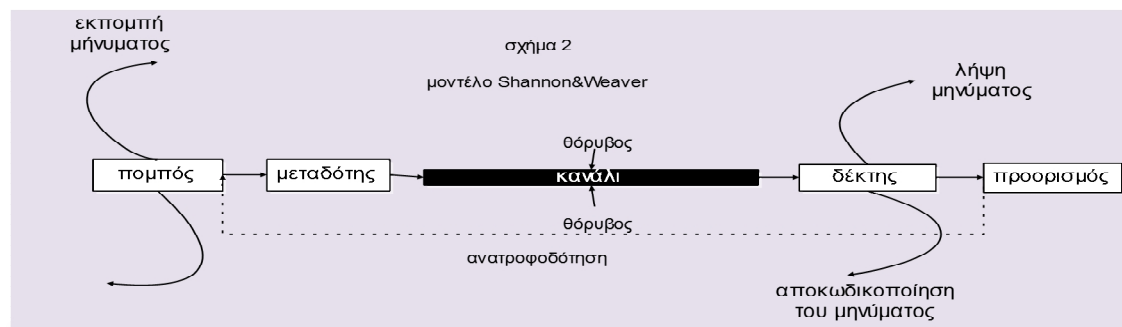 εκπομπή
μήνυματος
σχήμα 2
μοντέλο Shannon&Weaver
λήψη
μηνύματος
θόρυβος
πομπός
μεταδότης
κανάλι
δέκτης
προορισμός
θόρυβος
ανατροφοδότηση
αποκωδικοποίηση
του μηνύματος